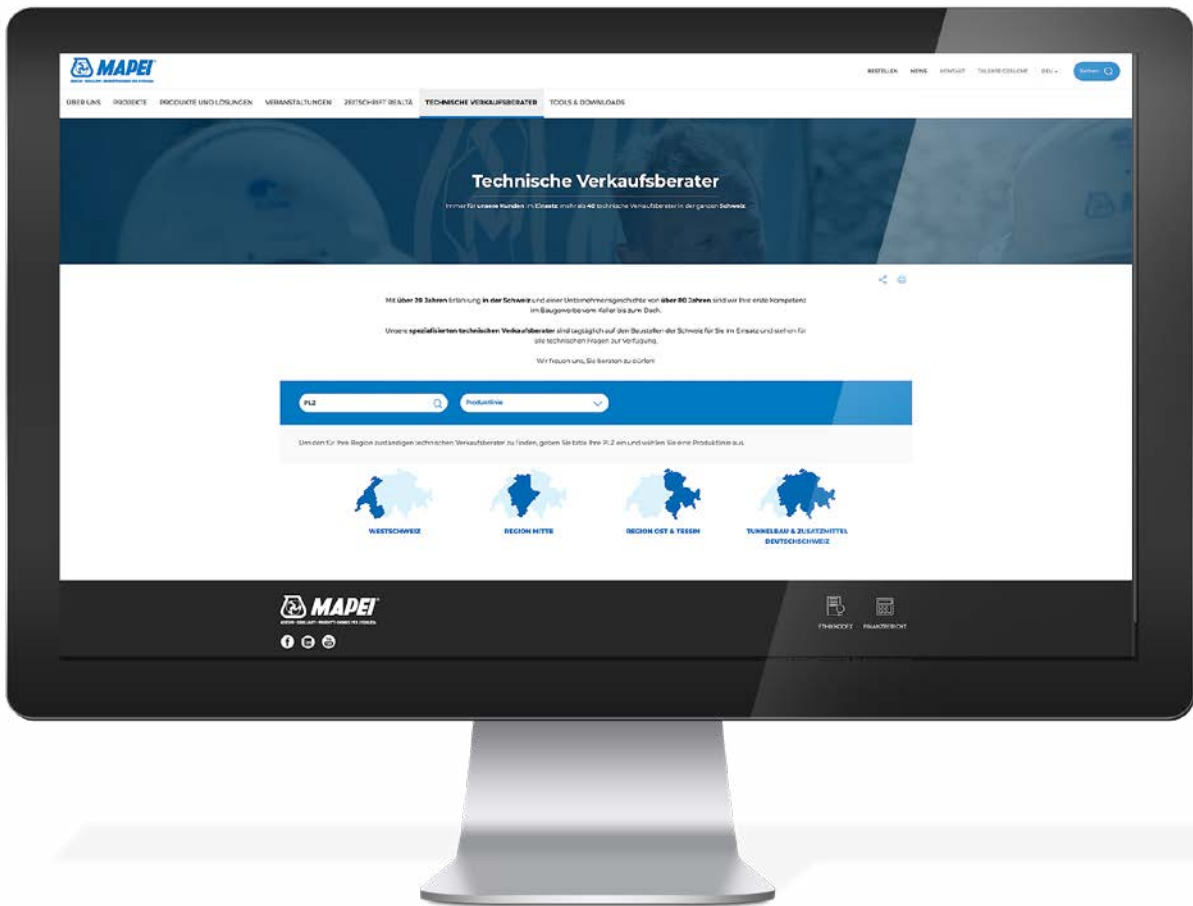 MAPEI
BESTELLEN NEWS KONTAKT DEU
Suchen
ÜBER UNS PROJEKTE PRODUKTE UND LÖSUNGEN VERANSTALTUNGEN ZEITSCHRIFT REALTÀ TECHNISCHE VERKAUFSBERATER TOOLS & DOWNLOADS
Technische Verkaufsberater
Immer für unsere Kunden im Einsatz: mehr als 40 technische Verkaufsberater in der ganzen Schweiz
Mit über Jahren Erfahrung in der Schweiz und einer Unternehmensgeschichte von über 80 Jahren sind wir Ihre erste Kompetenz
im Baugewerbe vom Keller bis zum Dach.
Unsere spezialisierten technischen Verkaufsberater sind tagtäglich auf den Baustellen der Schweiz für Sie im Einsatz und stehen für
alle technischen Fragen zur Verfügung.
Wir freuen uns, Sie beraten zu dürfen!
PLZ
Produktlinie
Um den für Ihre Region zuständigen technischen Verkaufsberater zu finden, geben Sie bitte Ihre PLZ ein und wählen Sie eine Produktlinie aus.
WESTSCHWEIZ
REGION MITTE
REGION OST & TESSIN
TUNNELBAU & ZUSATZMITTEL
DEUTSCHSCHWEIZ
MAPEI
ETHIKKODEX FINANZBERICHT